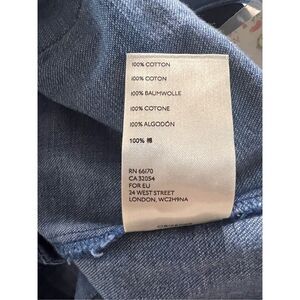 100% COTTON
100% COTON
100% BAUMWOLLE
100% COTONE
100% ALGODÓN
100% 棉
RN 66170
CA 32054
FOR EU
24 WEST STREET
LONDON, WC2H9NA